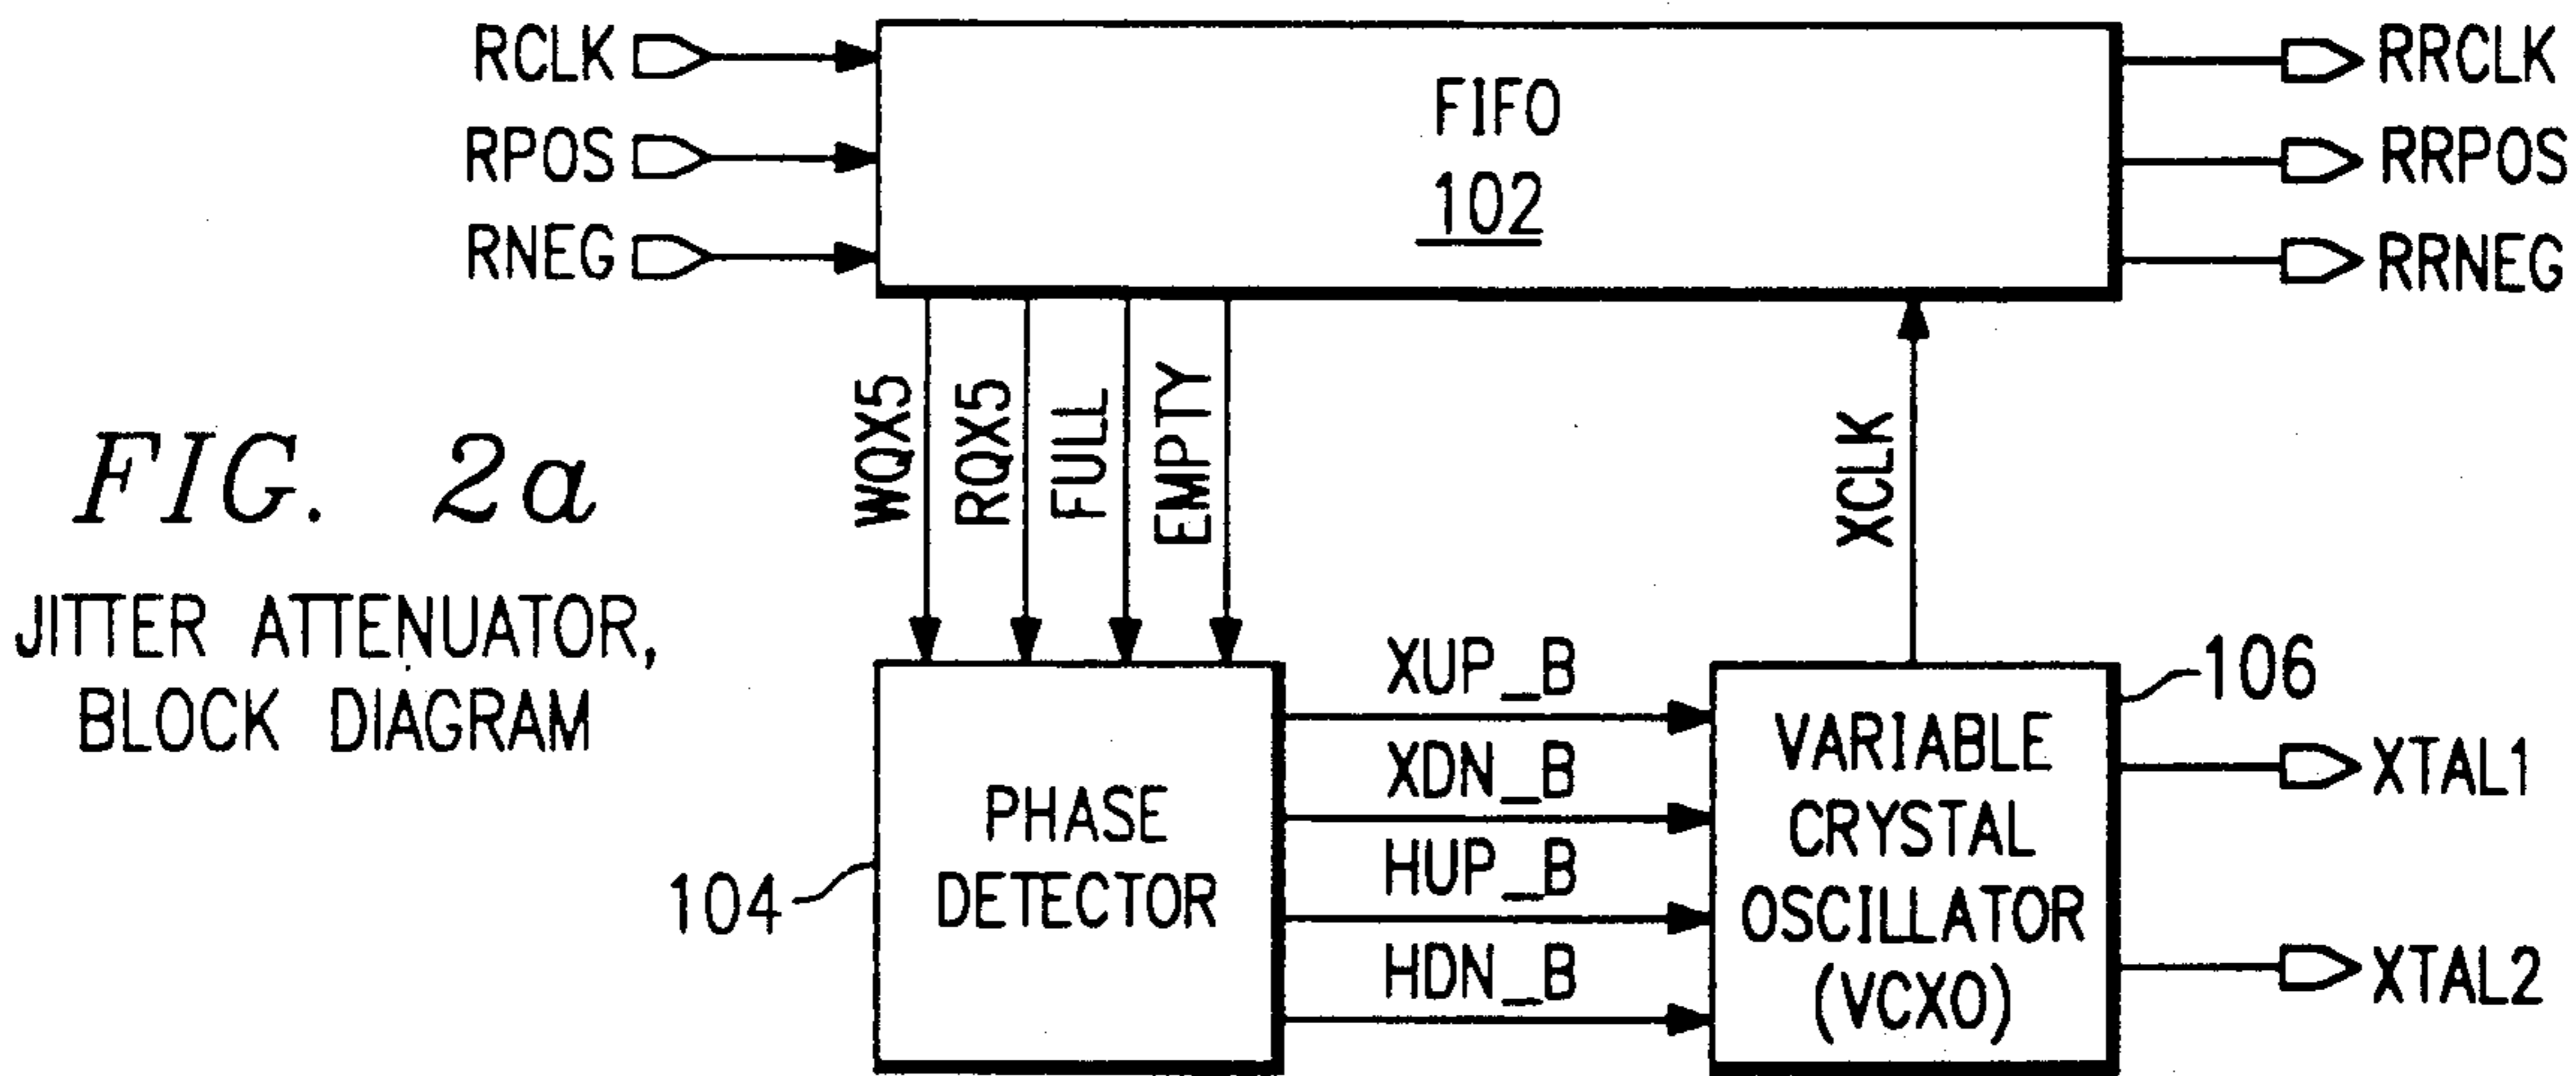 RCLK
RPOS
RNEG
FIFO
102
RRCLK
RRPOS
RRNEG
WQX5
RQX5
FULL
EMPTY
XCLK
FIG. 2a
JITTER ATTENUATOR,
BLOCK DIAGRAM
104
PHASE
DETECTOR
XUP_B
XDN_B
HUP_B
HDN_B
VARIABLE
CRYSTAL
OSCILLATOR
(VCXO)
106
XTAL1
XTAL2